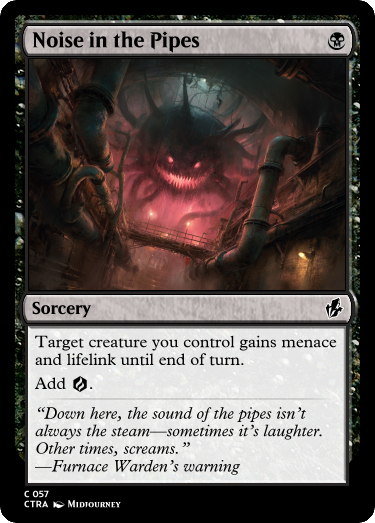 Noise in the Pipes
Sorcery
Target creature you control gains menace
and lifelink until end of turn.
Add .
“Down here, the sound of the pipes isn’t
always the steam—sometimes it’s laughter.
Other times, screams.”
—Furnace Warden’s warning
C 057
CTRA Midjourney